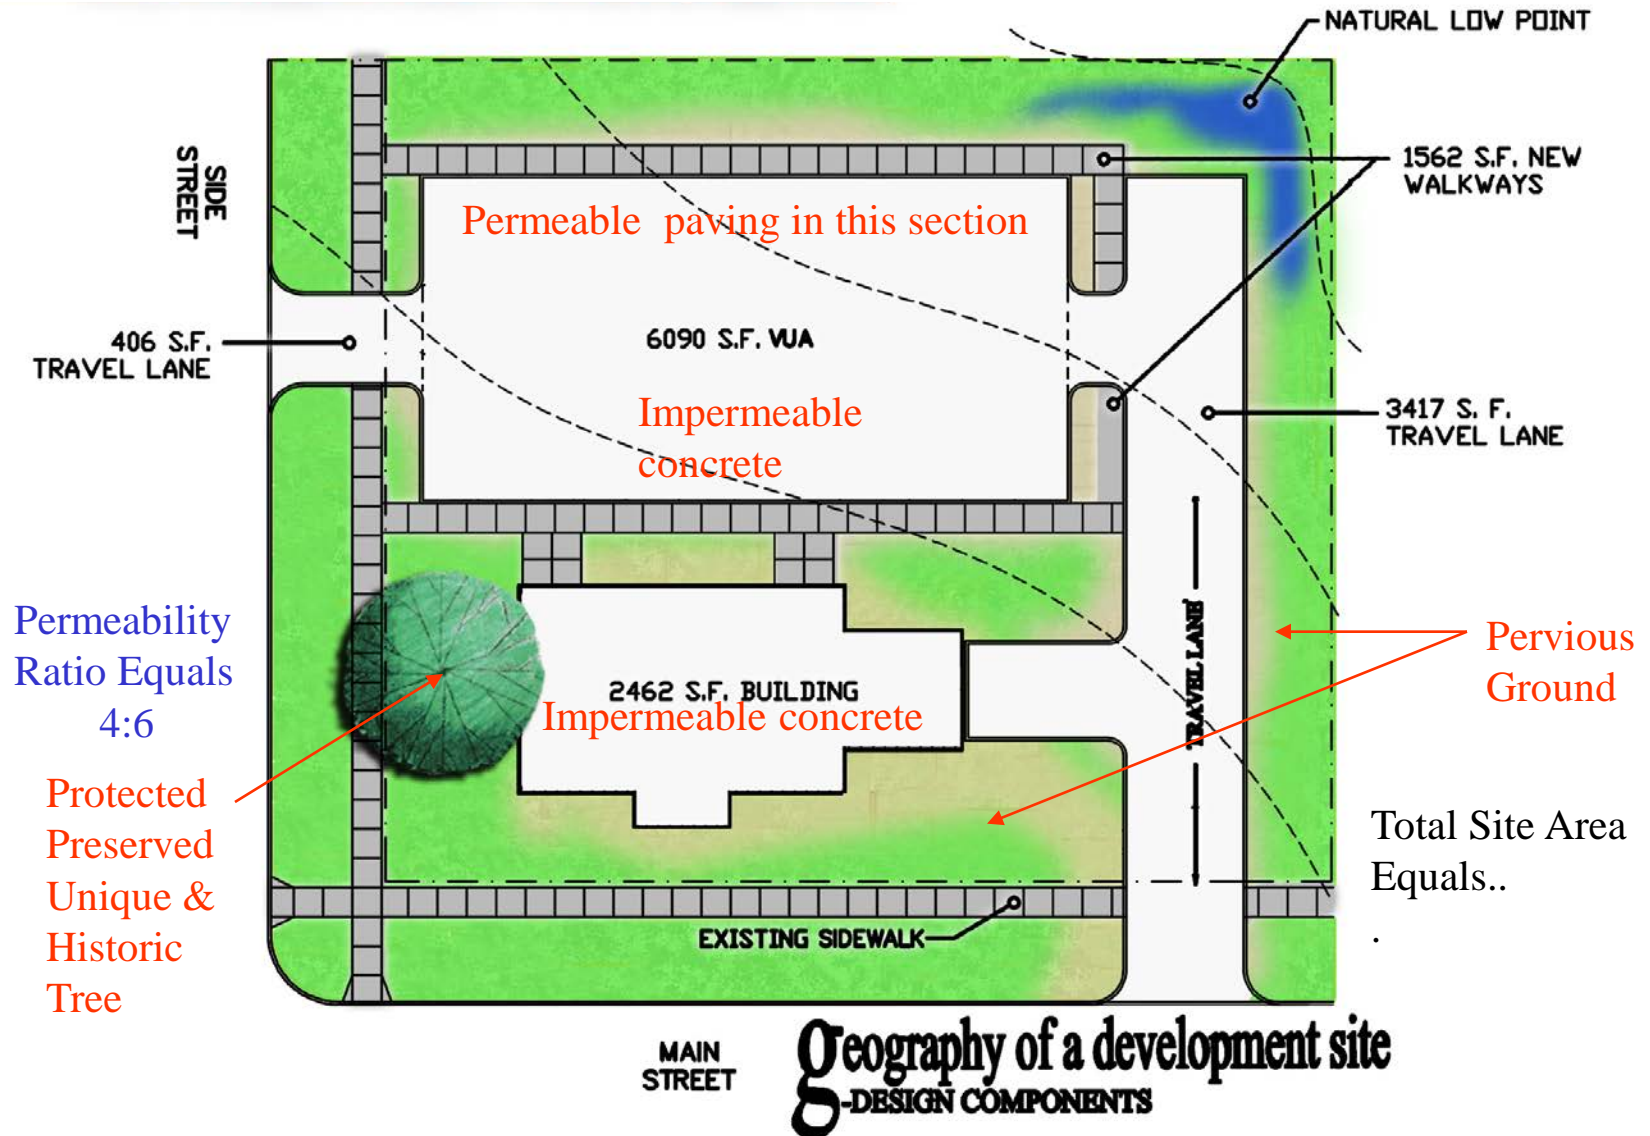 NATURAL LOW POINT
SIDE
STREET
1562 S.F. NEW
WALKWAYS
Permeable paving in this section
406 S.F.
TRAVEL LANE
6090 S.F. VUA
Impermeable
concrete
3417 S. F.
TRAVEL LANE
Permeability
Ratio Equals
4:6
TRAVEL LANE
Pervious
Ground
2462 S.F. BUILDING
Impermeable concrete
Protected
Preserved
Unique &
Historic
Tree
Total Site Area
Equals..
.
EXISTING SIDEWALK
MAIN
STREET
geography of a development site
-DESIGN COMPONENTS